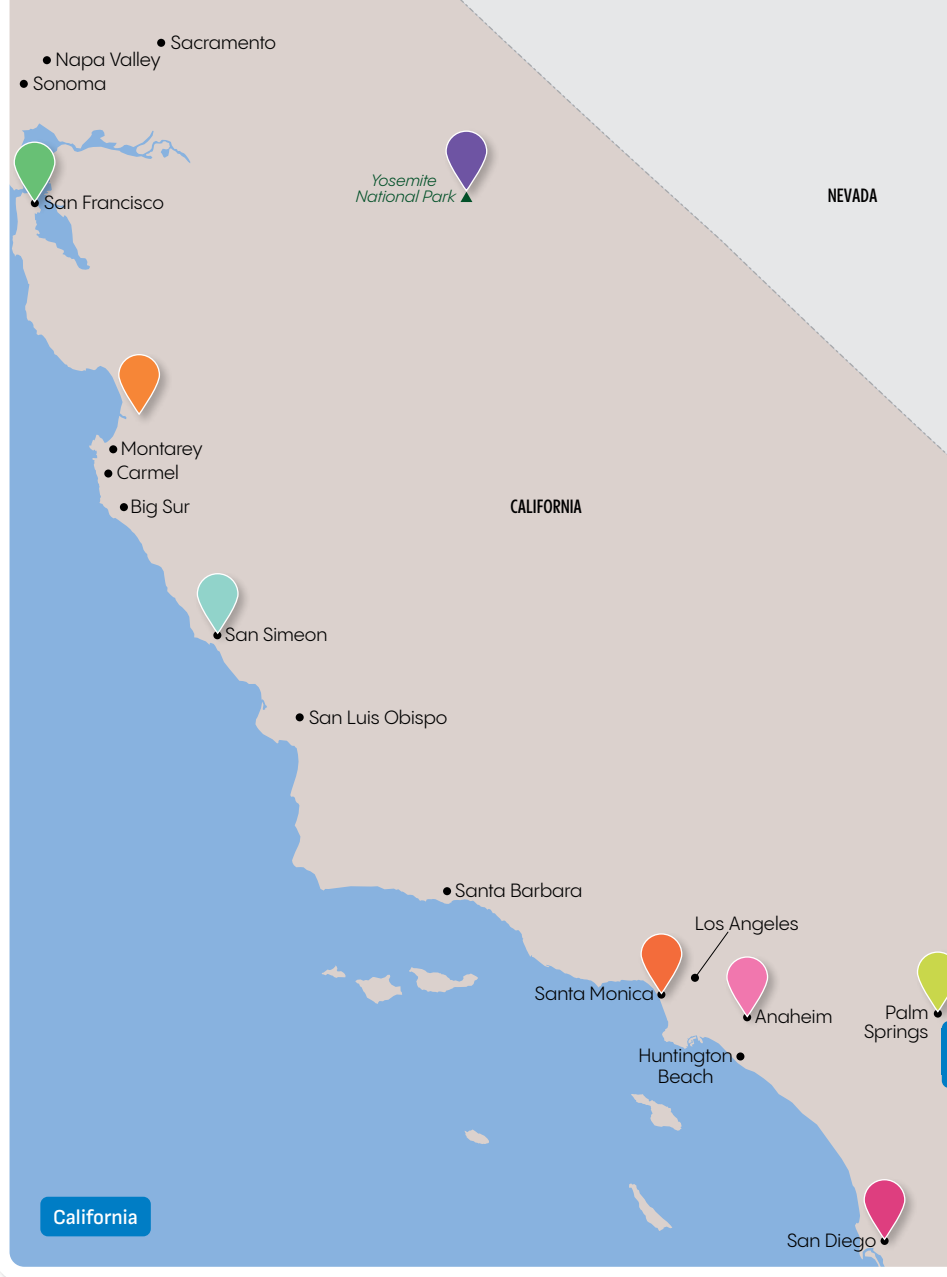 Sacramento
Napa Valley
Sonoma
Yosemite
National Park
NEVADA
San Francisco
Montarey
Carmel
Big Sur
CALIFORNIA
San Simeon
San Luis Obispo
Santa Barbara
Los Angeles
Santa Monica
Anaheim
Palm
Springs
Huntington
Beach
California
San Diego